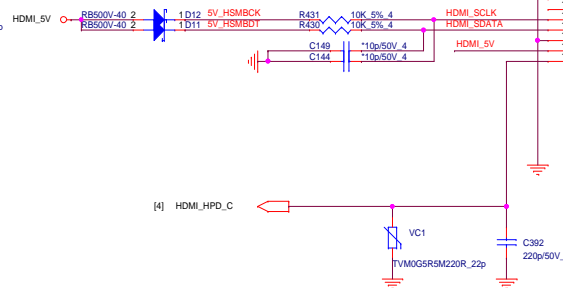 HDMI_5V RB500V-40 2 1 D12 5V_HSMBCK R431 10K_5%_4 HDMI_SCLK
RB500V-40 2 1 D11 5V_HSMBDT R430 10K_5%_4 HDMI_SDATA
C149 *10p/50V_4 HDMI_5V
C144 *10p/50V_4
[4] HDMI_HPD_C
VC1
TVM0G5R5M220R_22p
C392
220p/50V_